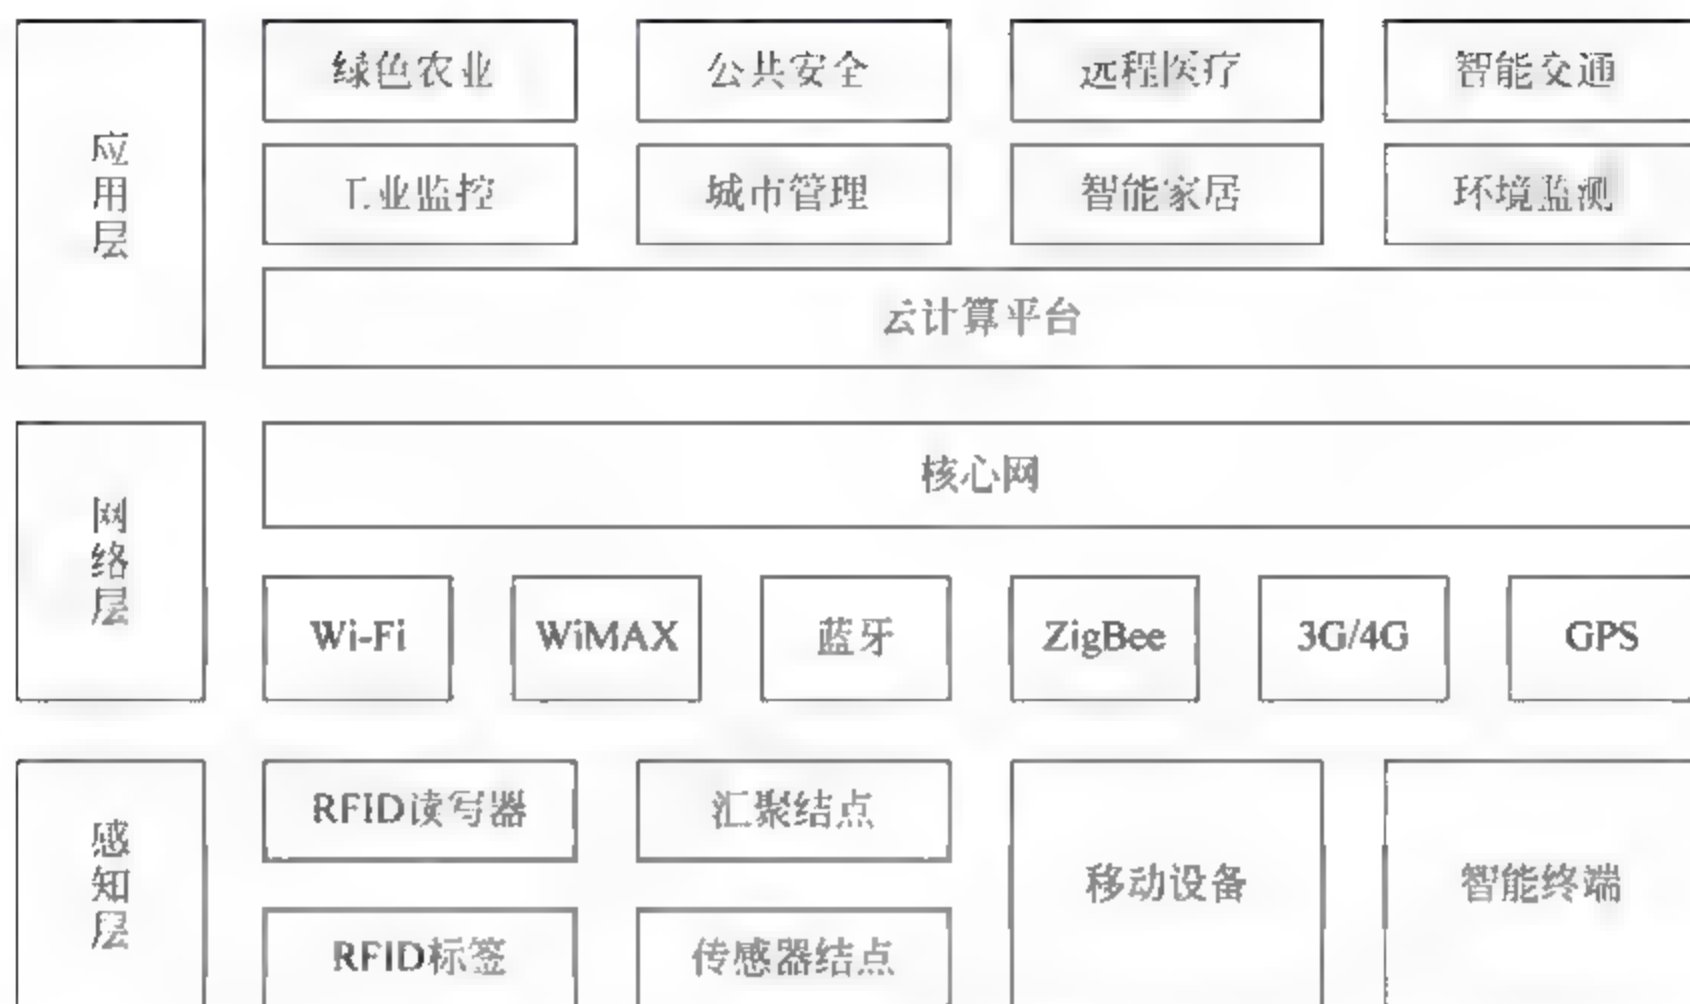 应用层
绿色农业 公共安全 远程医疗 智能交通
工业监控 城市管理 智能家居 环境监测
云计算平台
网络层
核心网
Wi-Fi WiMAX 蓝牙 ZigBee 3G/4G GPS
感知层
RFID读写器 汇聚结点
移动设备 智能终端
RFID标签 传感器结点